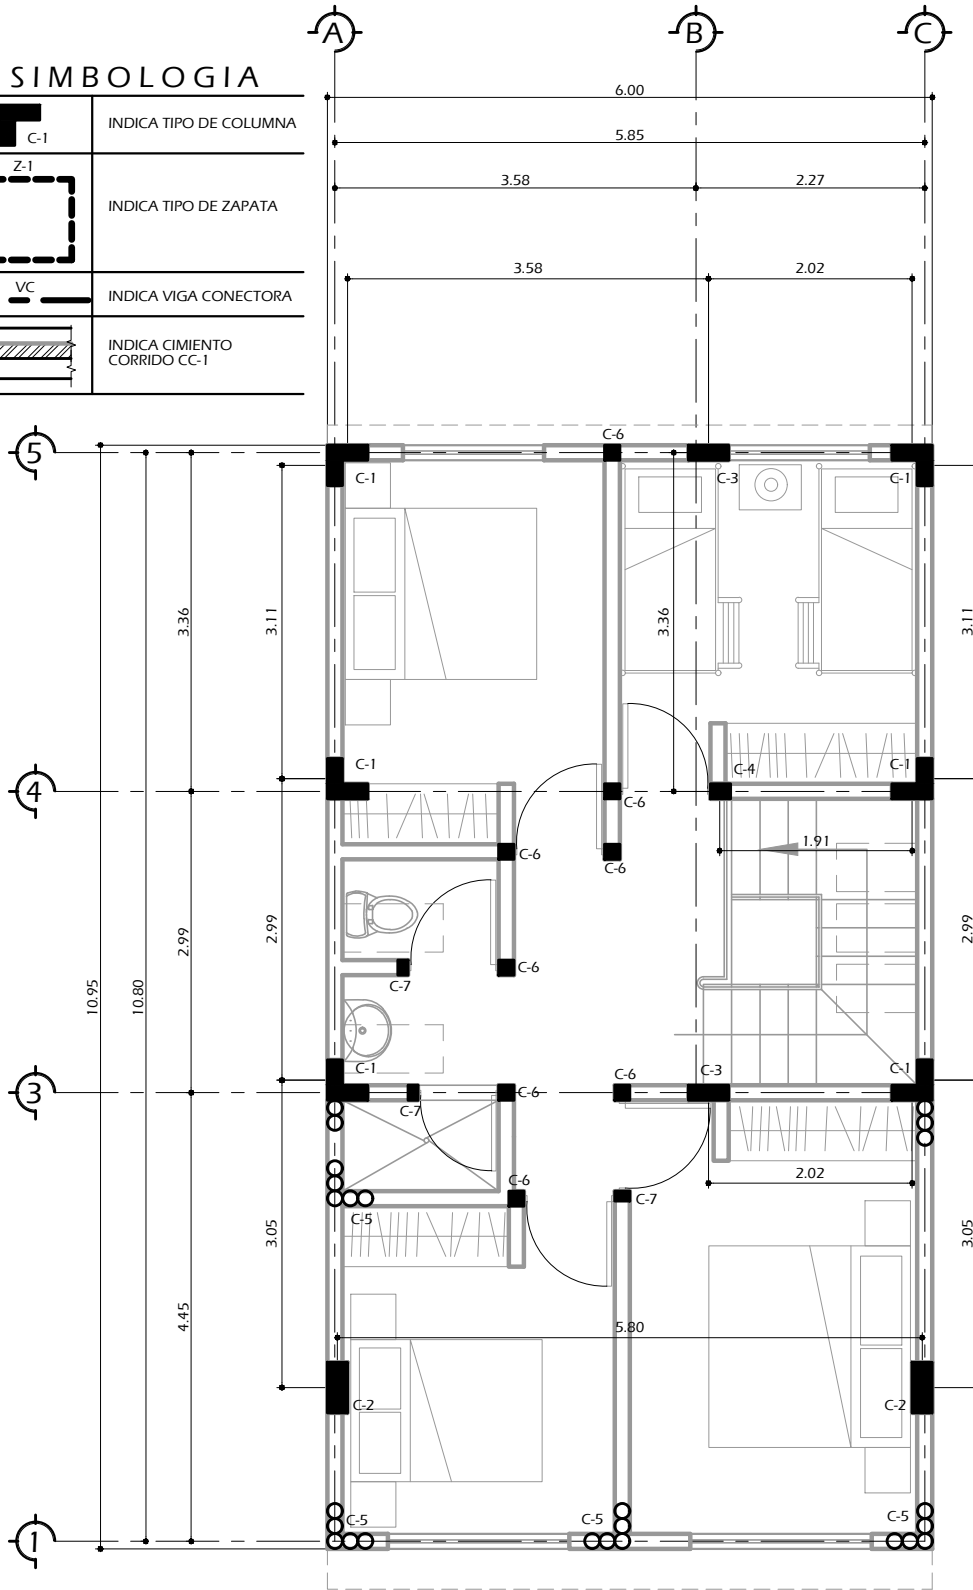 A
B
C
SIMBOLOGIA
C-1
INDICA TIPO DE COLUMNA
Z-1
INDICA TIPO DE ZAPATA
VC
INDICA VIGA CONECTORA
INDICA CIMIENTO
CORRIDO CC-1
6.00
5.85
3.58
2.27
3.58
2.02
5
C-6
C-1
C-3
C-1
3.36
3.11
3.36
3.11
C-1
C-4
C-1
4
C-6
1.91
C-6
C-6
2.99
2.99
2.99
C-6
C-7
10.95
10.80
C-1
C-6
C-3
C-1
3
C-7
C-6
2.02
C-6
C-7
C-5
3.05
3.05
4.45
5.80
C-2
C-2
C-5
C-5
C-5
1